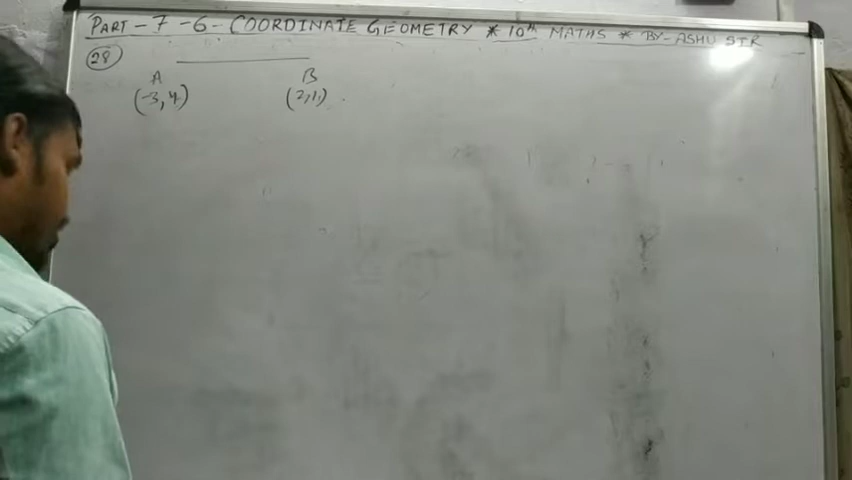 PART - 7 - 6 - COORDINATE GEOMETRY * 10th MATHS * BY - ASHU SIR
28
A B
(-3, 4) (2, 1)